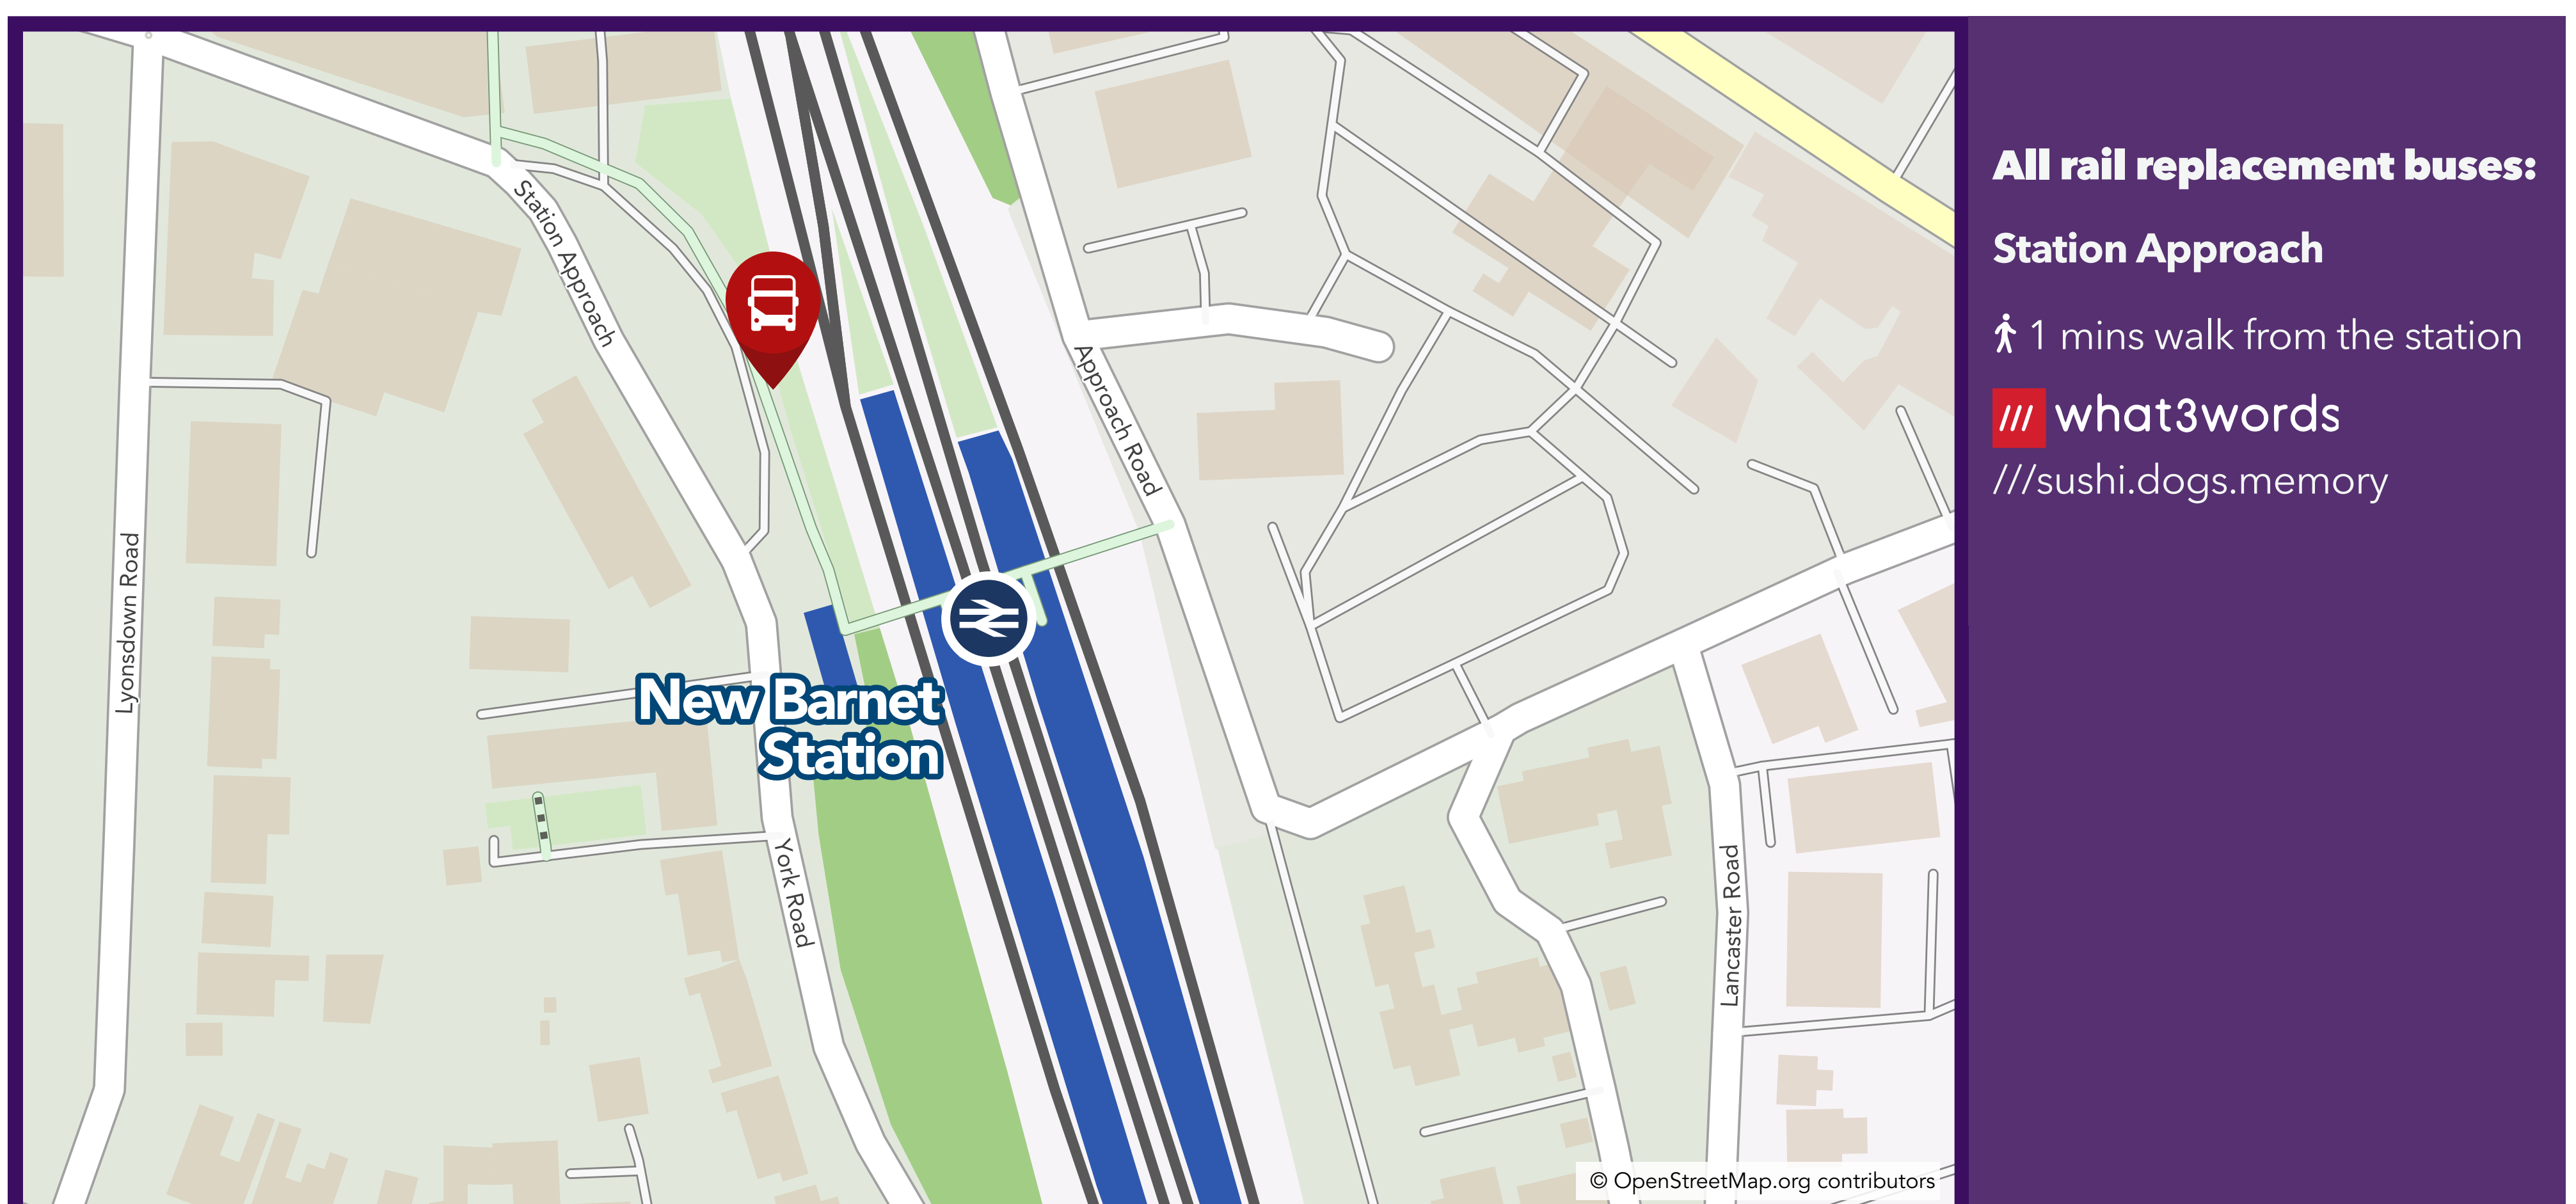 All rail replacement buses:
Station Approach
1 mins walk from the station
what3words
///sushi.dogs.memory
Station Approach
Approach Road
Lyonsdown Road
New Barnet
Station
York Road
Lancaster Road
© OpenStreetMap.org contributors